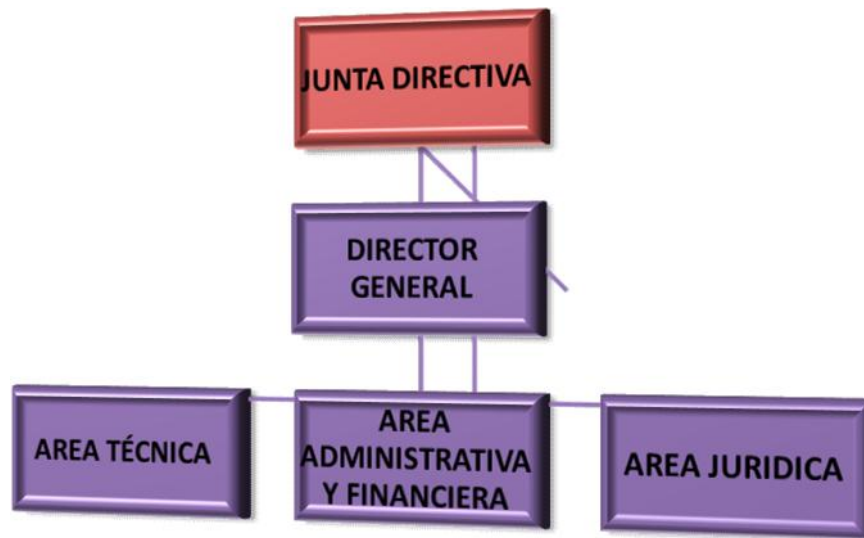 JUNTA DIRECTIVA
DIRECTOR
GENERAL
AREA TÉCNICA
AREA
ADMINISTRATIVA
Y FINANCIERA
AREA JURIDICA